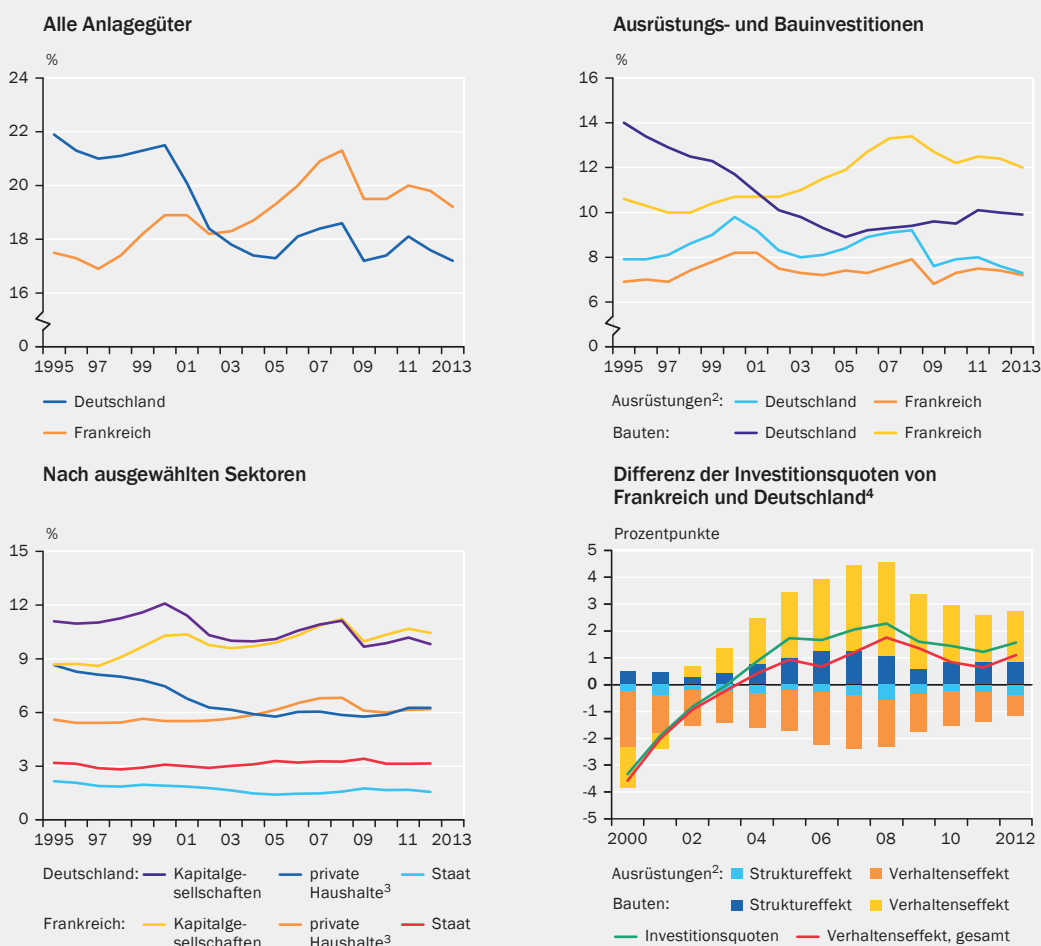 Alle Anlagegüter
%
24
22
20
18
16
0
1995 97 99 01 03 05 07 09 11 2013
Deutschland
Frankreich
Ausrüstungs- und Bauinvestitionen
%
16
14
12
10
8
6
0
1995 97 99 01 03 05 07 09 11 2013
Ausrüstungen²: Deutschland Frankreich
Bauten: Deutschland Frankreich
Nach ausgewählten Sektoren
%
15
12
9
6
3
0
1995 97 99 01 03 05 07 09 11 2013
Deutschland: Kapitalge- private Staat
sellschaften Haushalte³
Frankreich: Kapitalge- private Staat
sellschaften Haushalte³
Differenz der Investitionsquoten von
Frankreich und Deutschland⁴
Prozentpunkte
5
4
3
2
1
0
-1
-2
-3
-4
-5
2000 02 04 06 08 10 2012
Ausrüstungen²: Struktureffekt Verhaltenseffekt
Bauten: Struktureffekt Verhaltenseffekt
Investitionsquoten Verhaltenseffekt, gesamt